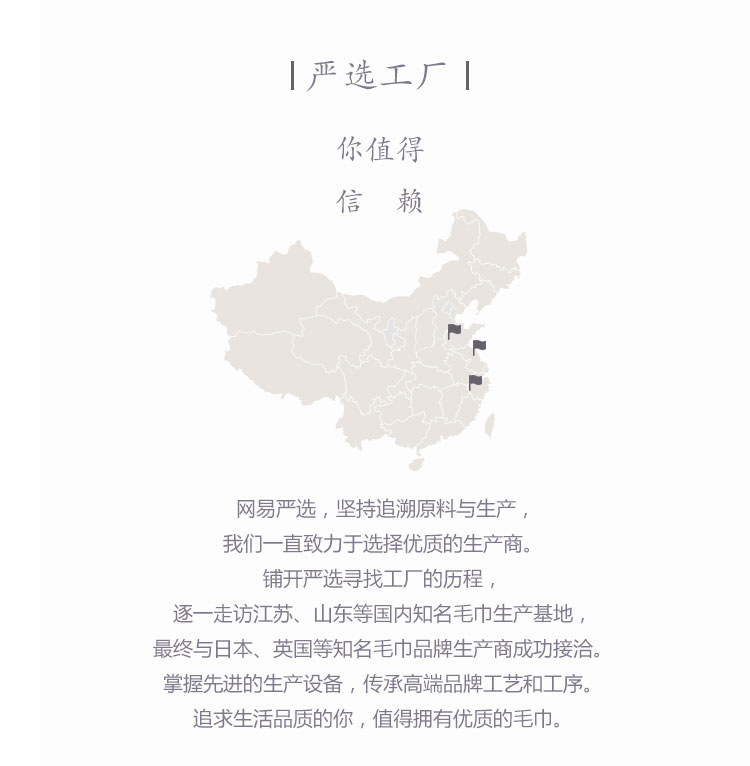 严选工厂
你值得
信 赖
网易严选，坚持追溯原料与生产，
我们一直致力于选择优质的生产商。
铺开严选寻找工厂的历程，
逐一走访江苏、山东等国内知名毛巾生产基地，
最终与日本、英国等知名毛巾品牌生产商成功接洽。
掌握先进的生产设备，传承高端品牌工艺和工序。
追求生活品质的你，值得拥有优质的毛巾。